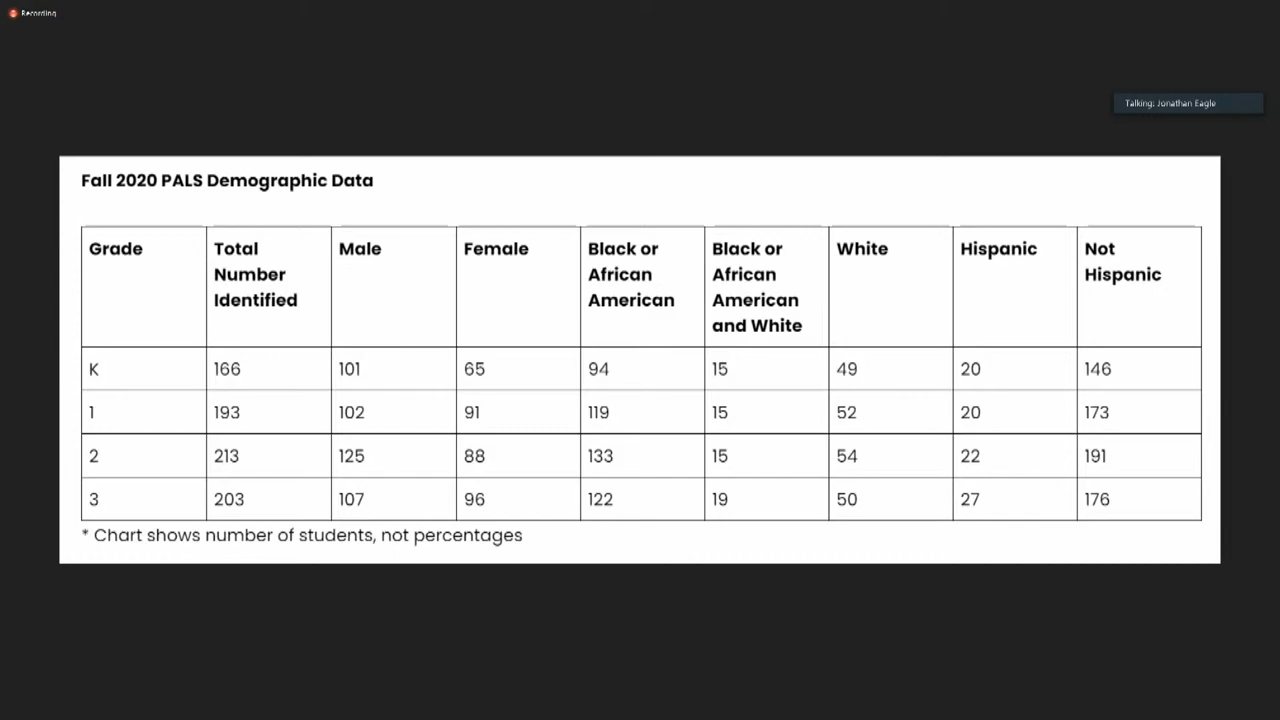 Recording
Talking: Jonathan Eagle
Fall 2020 PALS Demographic Data
Grade Total Number Identified Male Female Black or African American Black or African American and White White Hispanic Not Hispanic
K 166 101 65 94 15 49 20 146
1 193 102 91 119 15 52 20 173
2 213 125 88 133 15 54 22 191
3 203 107 96 122 19 50 27 176
* Chart shows number of students, not percentages